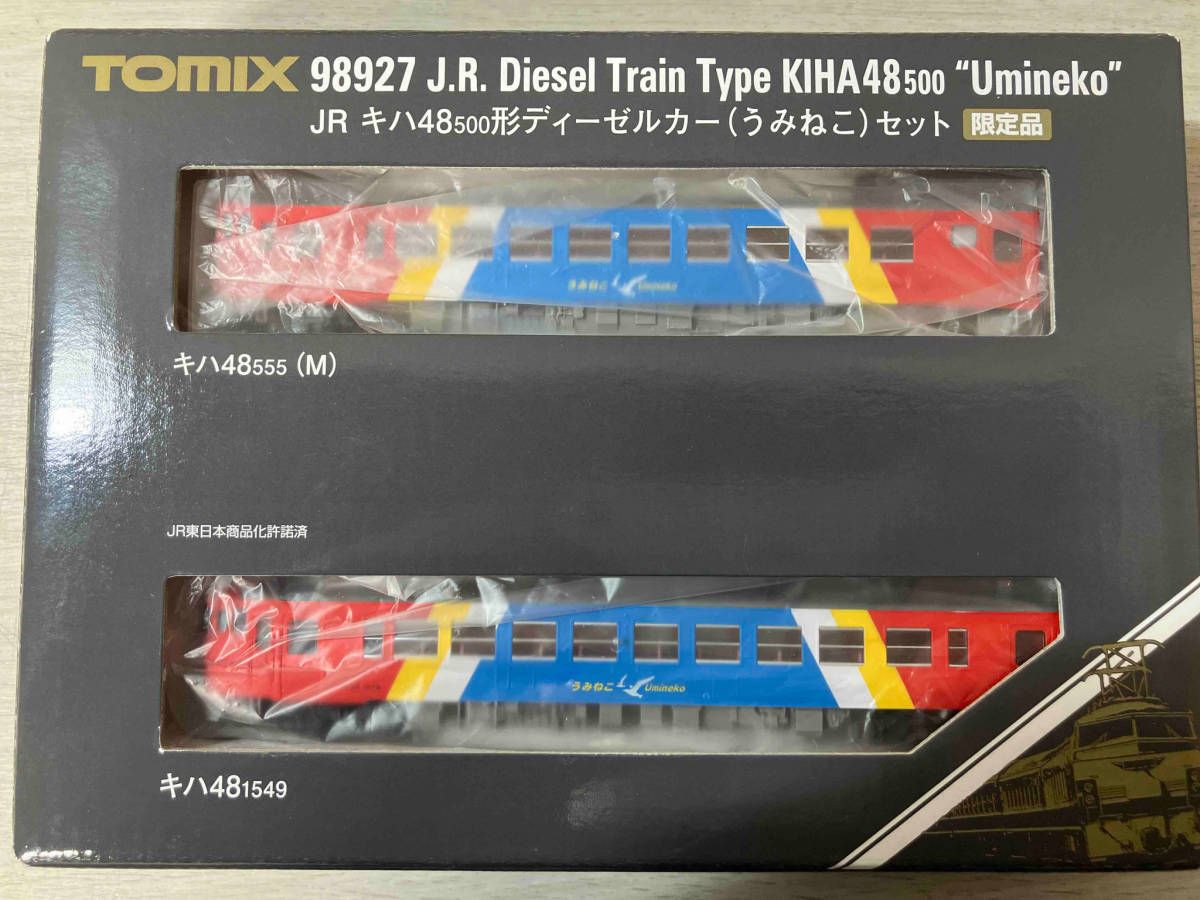 TOMIX 98927 J.R. Diesel Train Type KIHA48500 "Umineko"
JR キハ48500形ディーゼルカー(うみねこ)セット 限定品
うみねこ Umineko
キハ48555 (M)
JR東日本商品化許諾済
うみねこ Umineko
キハ481549